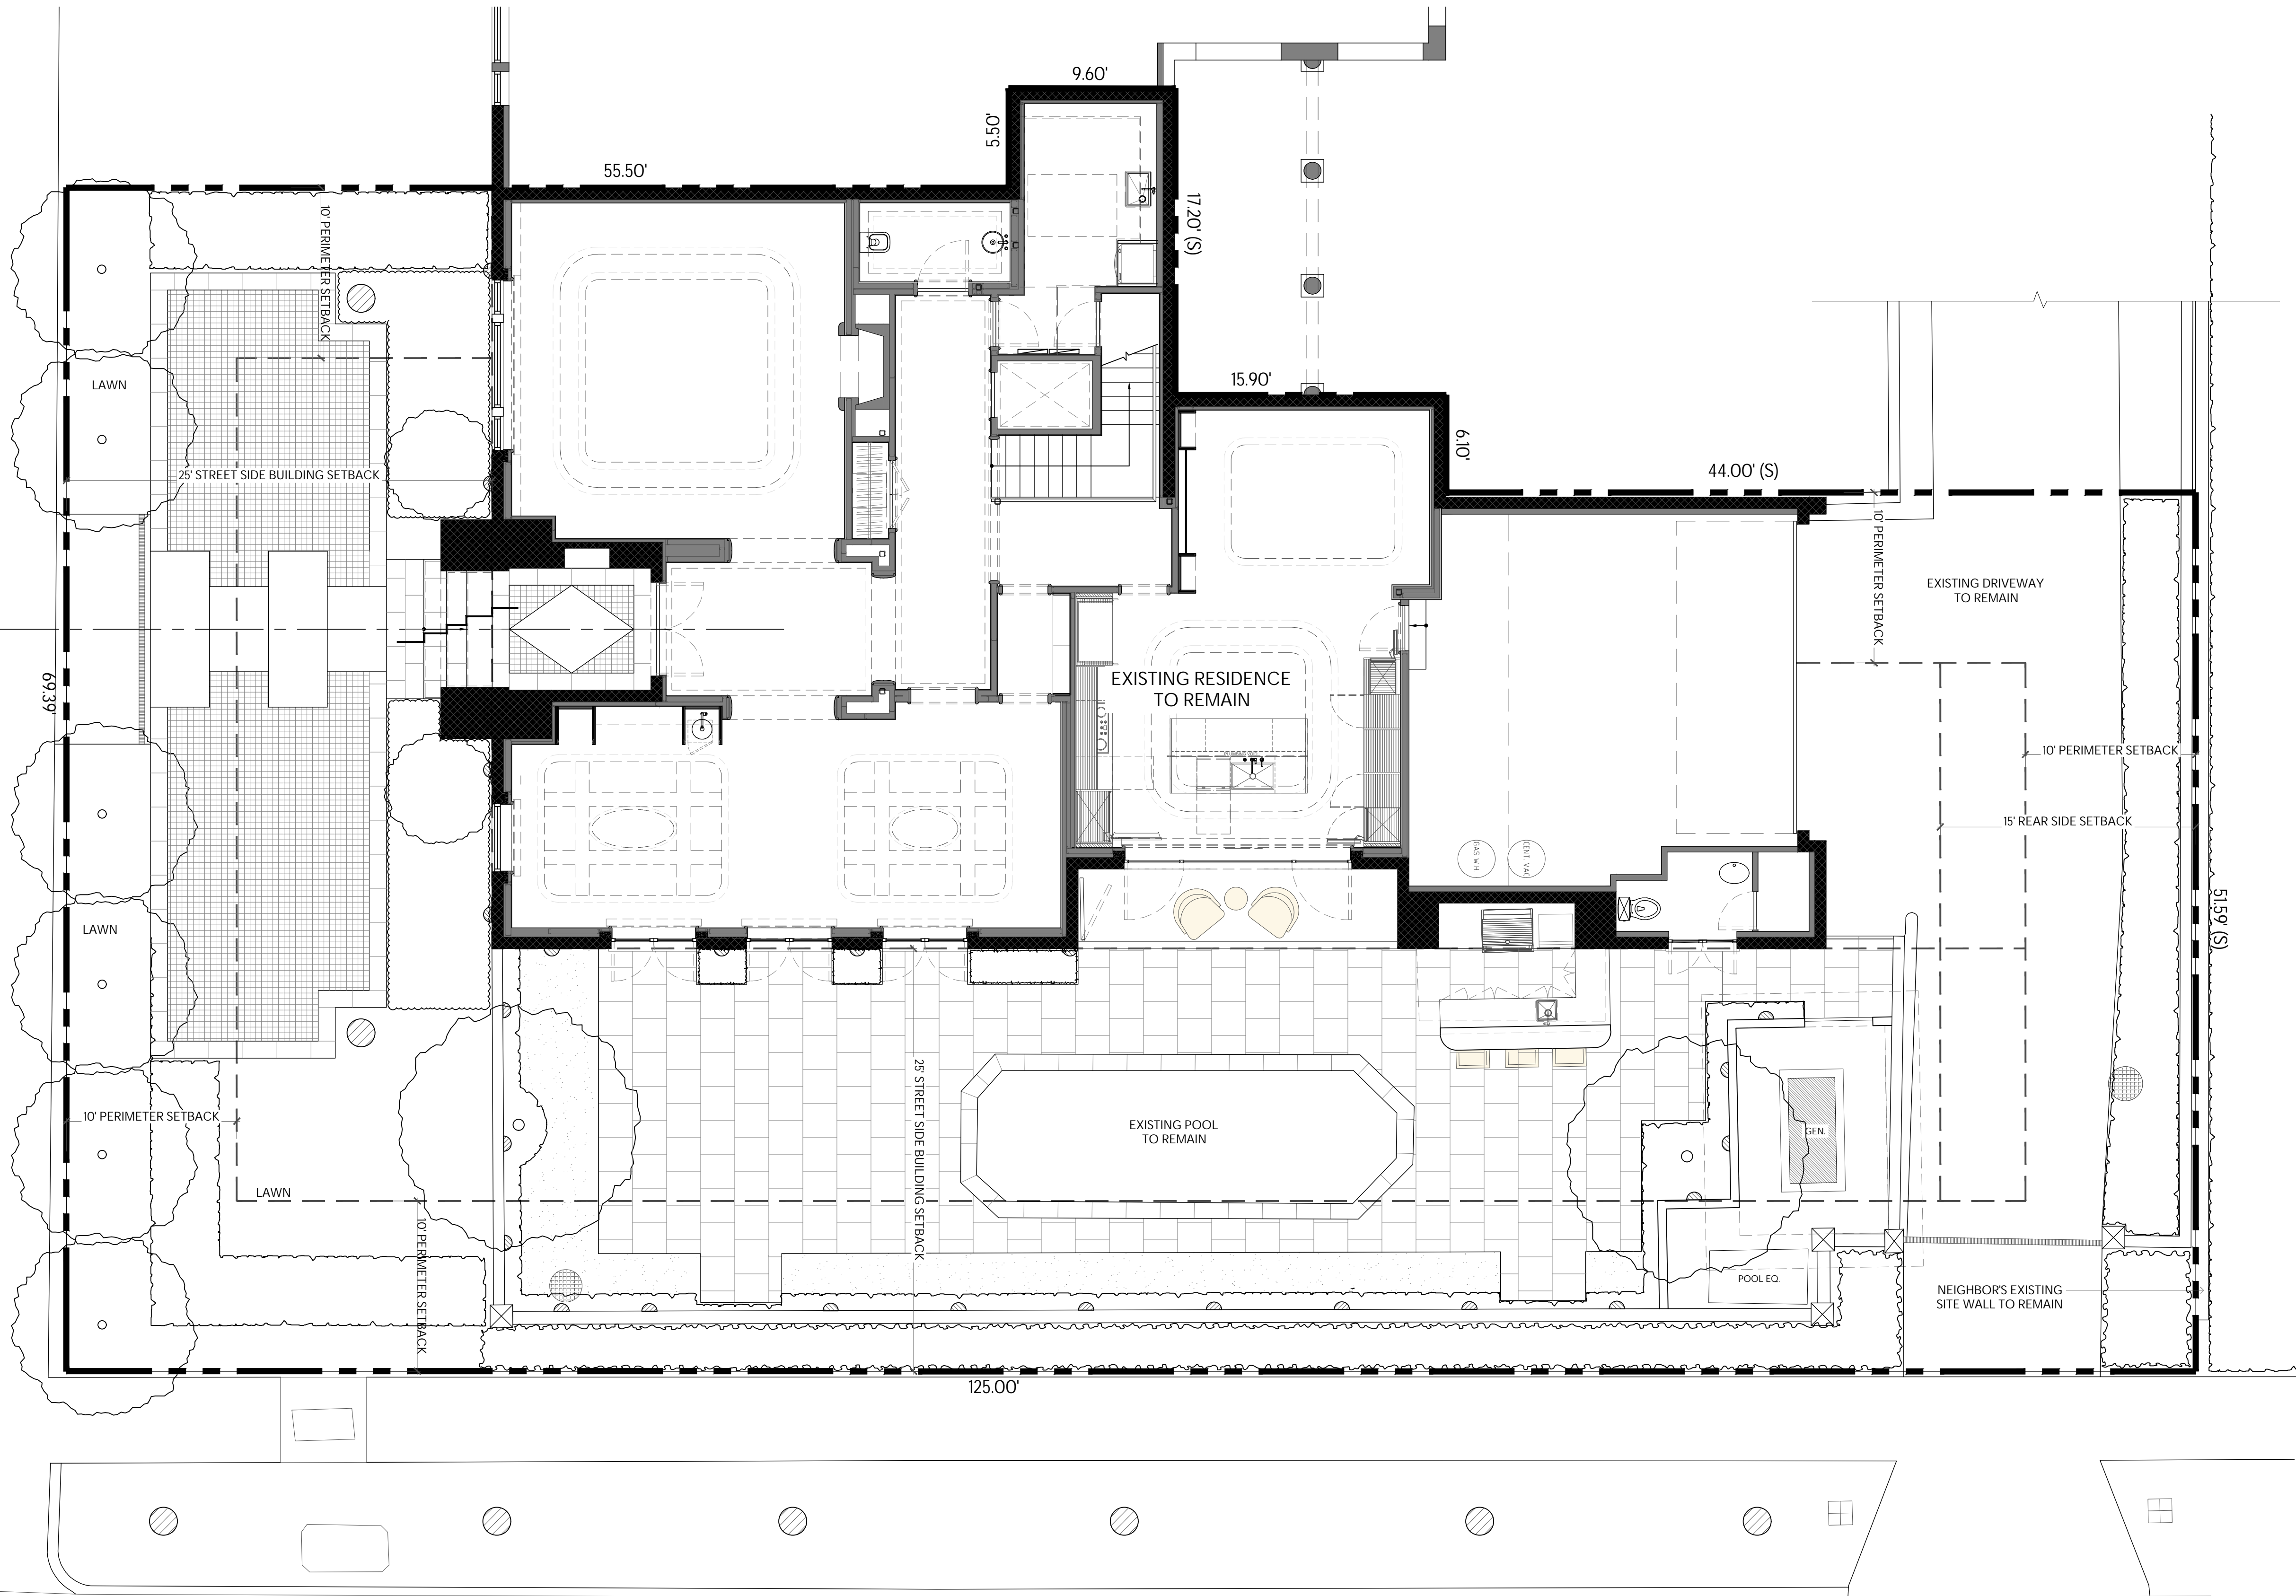 9.60'
5.50'
55.50'
17.20' (S)
10' PERIMETER SETBACK
15.90'
LAWN
6.10'
44.00' (S)
25' STREET SIDE BUILDING SETBACK
10' PERIMETER SETBACK
EXISTING DRIVEWAY
TO REMAIN
69.39'
EXISTING RESIDENCE
TO REMAIN
10' PERIMETER SETBACK
15' REAR SIDE SETBACK
GAS W.H.
CENT. VAC
LAWN
51.59' (S)
10' PERIMETER SETBACK
25' STREET SIDE BUILDING SETBACK
EXISTING POOL
TO REMAIN
GEN.
LAWN
10' PERIMETER SETBACK
POOL EQ.
NEIGHBOR'S EXISTING
SITE WALL TO REMAIN
125.00'